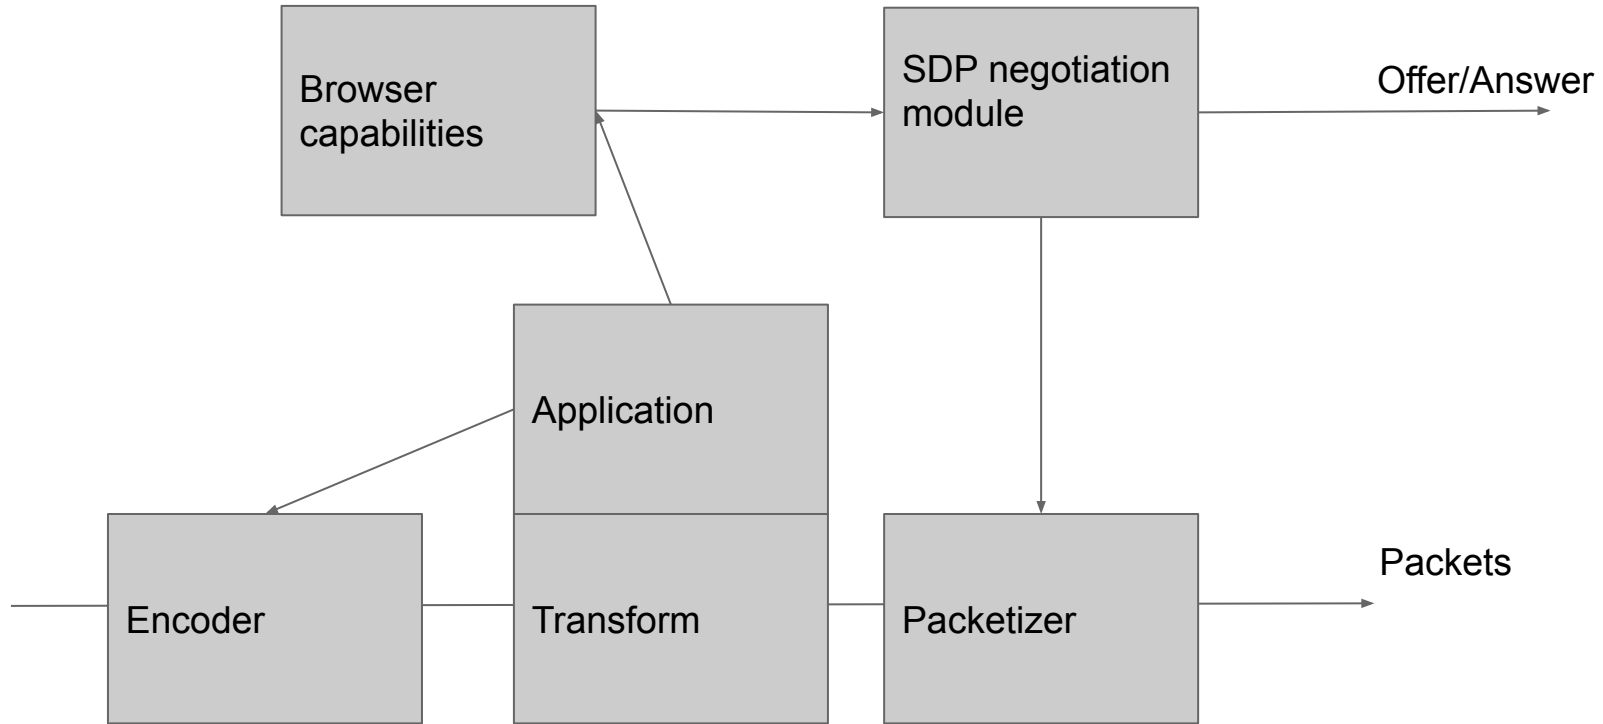 Browser
capabilities
SDP negotiation
module
Offer/Answer
Application
Encoder
Transform
Packetizer
Packets